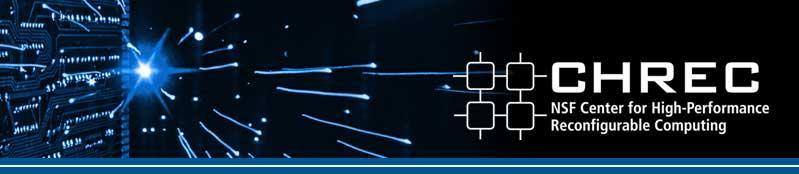 CHREC
NSF Center for High-Performance
Reconfigurable Computing